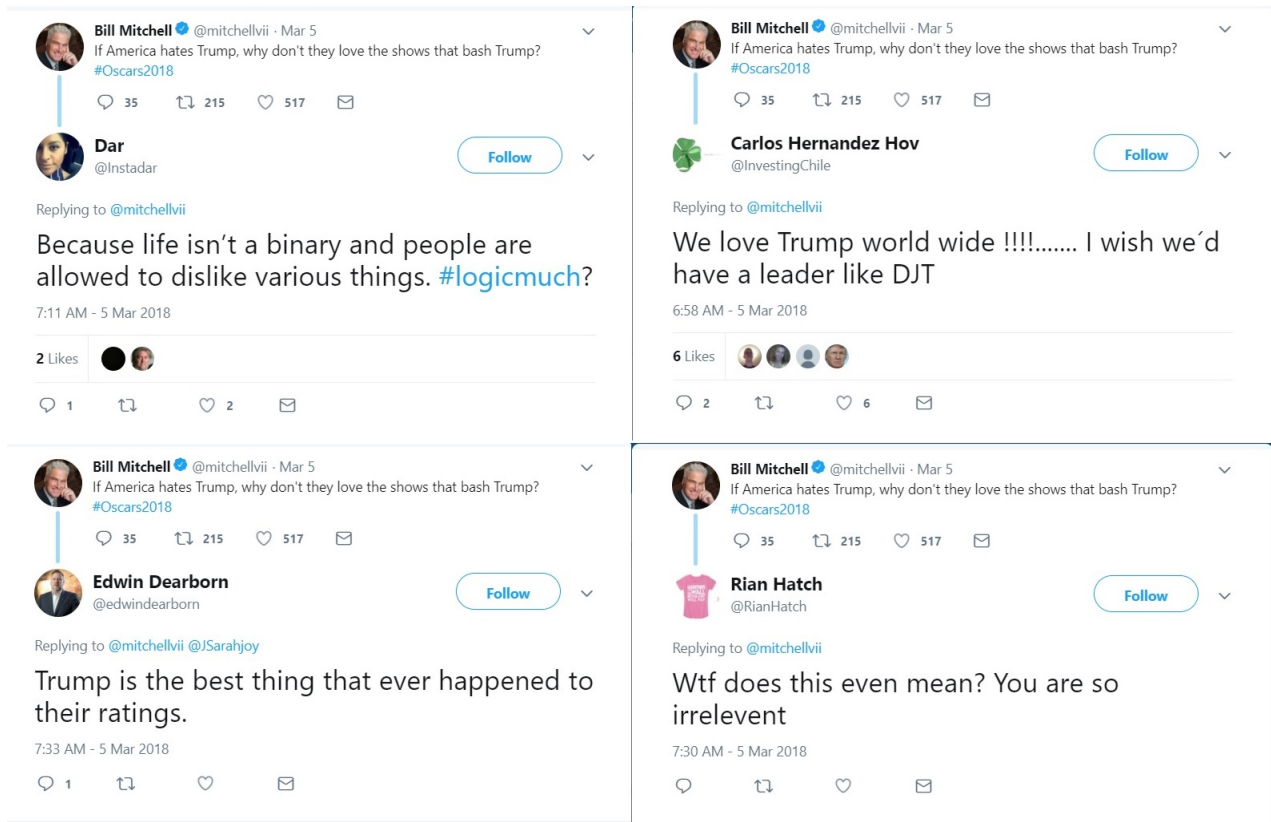 Bill Mitchell @mitchellvii · Mar 5
If America hates Trump, why don't they love the shows that bash Trump?
#Oscars2018
35 215 517
Dar
@Instadar
Follow
Replying to @mitchellvii
Because life isn't a binary and people are
allowed to dislike various things. #logicmuch?
7:11 AM - 5 Mar 2018
2 Likes
1 2
Bill Mitchell @mitchellvii · Mar 5
If America hates Trump, why don't they love the shows that bash Trump?
#Oscars2018
35 215 517
Carlos Hernandez Hov
@InvestingChile
Follow
Replying to @mitchellvii
We love Trump world wide !!!!....... I wish we´d
have a leader like DJT
6:58 AM - 5 Mar 2018
6 Likes
2 6
Bill Mitchell @mitchellvii · Mar 5
If America hates Trump, why don't they love the shows that bash Trump?
#Oscars2018
35 215 517
Edwin Dearborn
@edwindearborn
Follow
Replying to @mitchellvii @JSarahjoy
Trump is the best thing that ever happened to
their ratings.
7:33 AM - 5 Mar 2018
1
Bill Mitchell @mitchellvii · Mar 5
If America hates Trump, why don't they love the shows that bash Trump?
#Oscars2018
35 215 517
Rian Hatch
@RianHatch
Follow
Replying to @mitchellvii
Wtf does this even mean? You are so
irrelevent
7:30 AM - 5 Mar 2018